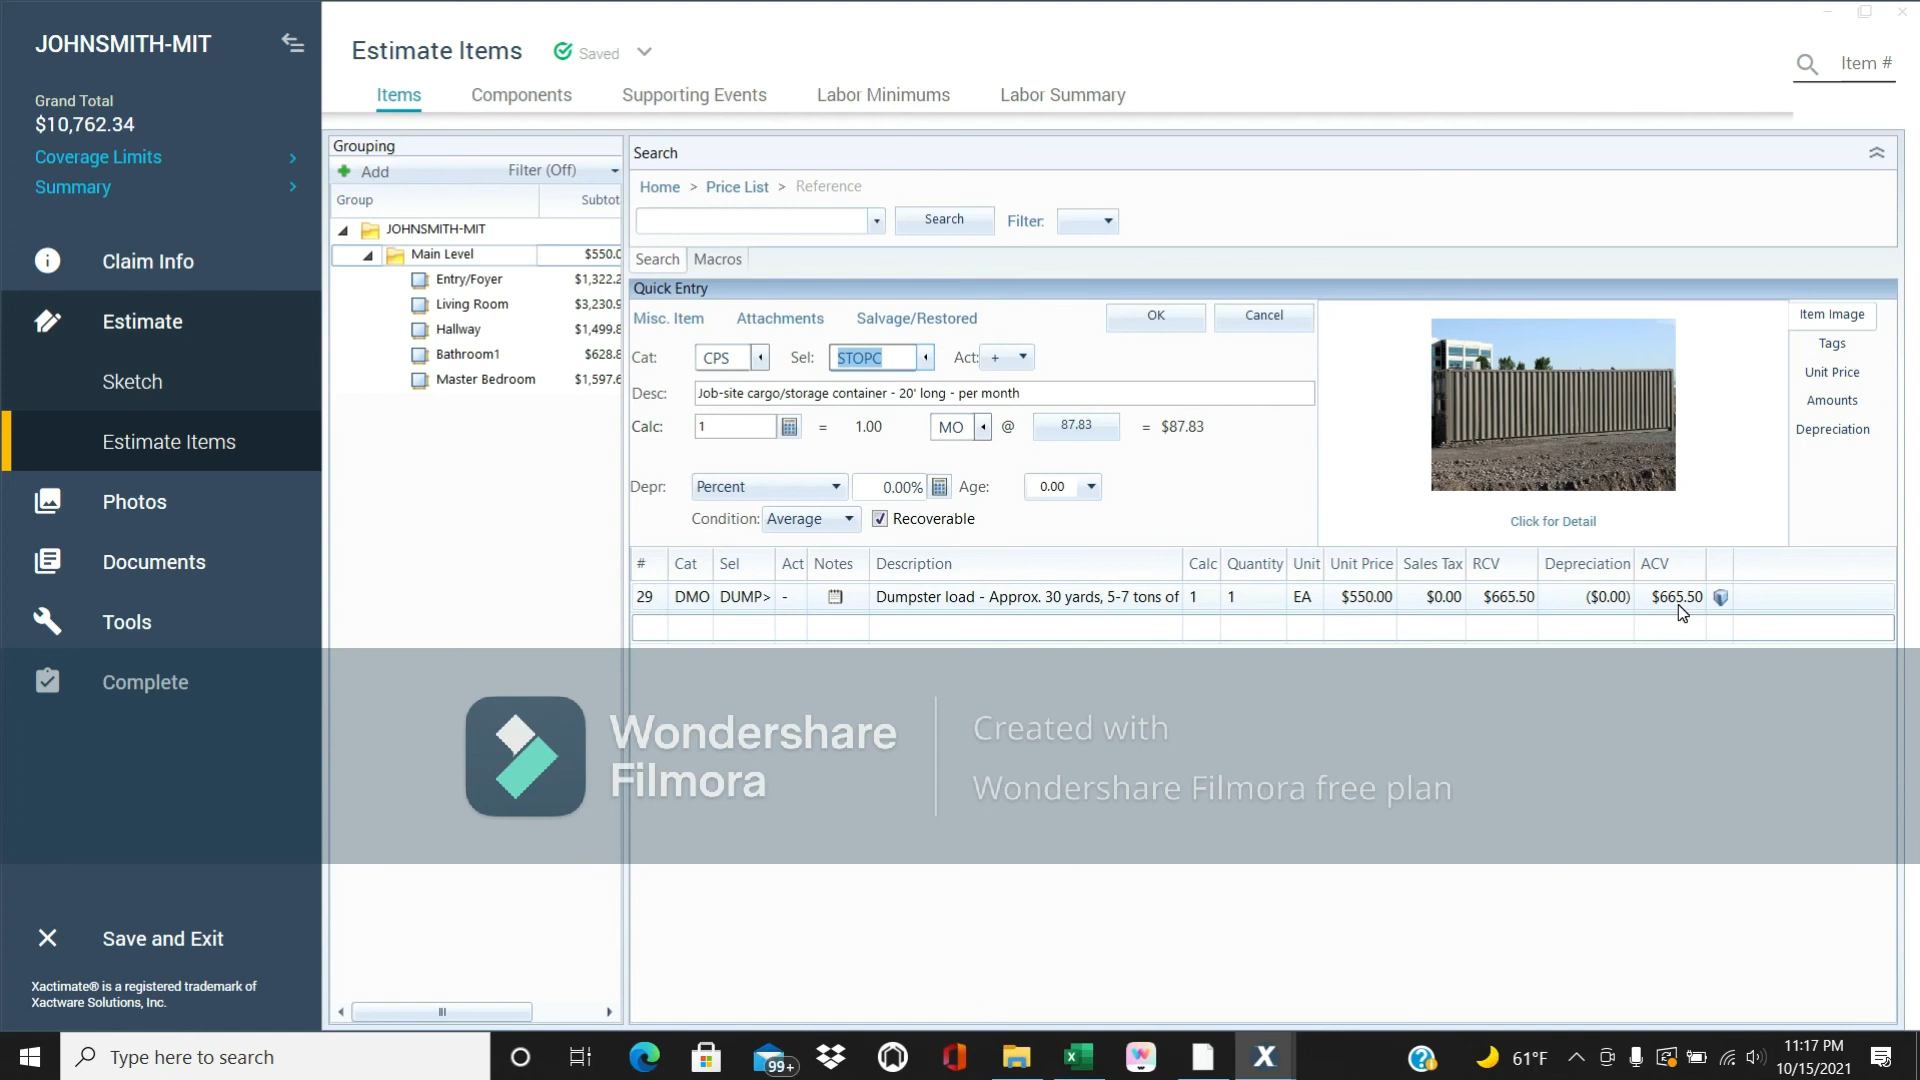 JOHNSMITH-MIT
Grand Total
$10,762.34
Coverage Limits
Summary
Claim Info
Estimate
Sketch
Estimate Items
Photos
Documents
Tools
Complete
Save and Exit
Xactimate® is a registered trademark of
Xactware Solutions, Inc.
Estimate Items Saved
Item #
Items Components Supporting Events Labor Minimums Labor Summary
Grouping
Add Filter (Off)
Group Subtot
JOHNSMITH-MIT
Main Level $550.0
Entry/Foyer $1,322.2
Living Room $3,230.9
Hallway $1,499.8
Bathroom1 $628.8
Master Bedroom $1,597.6
Search
Home > Price List > Reference
Search Filter:
Search Macros
Quick Entry
Misc. Item Attachments Salvage/Restored OK Cancel
Cat: CPS Sel: STOPC Act: +
Desc: Job-site cargo/storage container - 20' long - per month
Calc: 1 = 1.00 MO @ 87.83 = $87.83
Depr: Percent 0.00% Age: 0.00
Condition: Average Recoverable
Click for Detail
Item Image
Tags
Unit Price
Amounts
Depreciation
# Cat Sel Act Notes Description Calc Quantity Unit Unit Price Sales Tax RCV Depreciation ACV
29 DMO DUMP> - Dumpster load - Approx. 30 yards, 5-7 tons of 1 1 EA $550.00 $0.00 $665.50 ($0.00) $665.50
Wondershare
Filmora
Created with
Wondershare Filmora free plan
Type here to search
99+
61°F
11:17 PM
10/15/2021